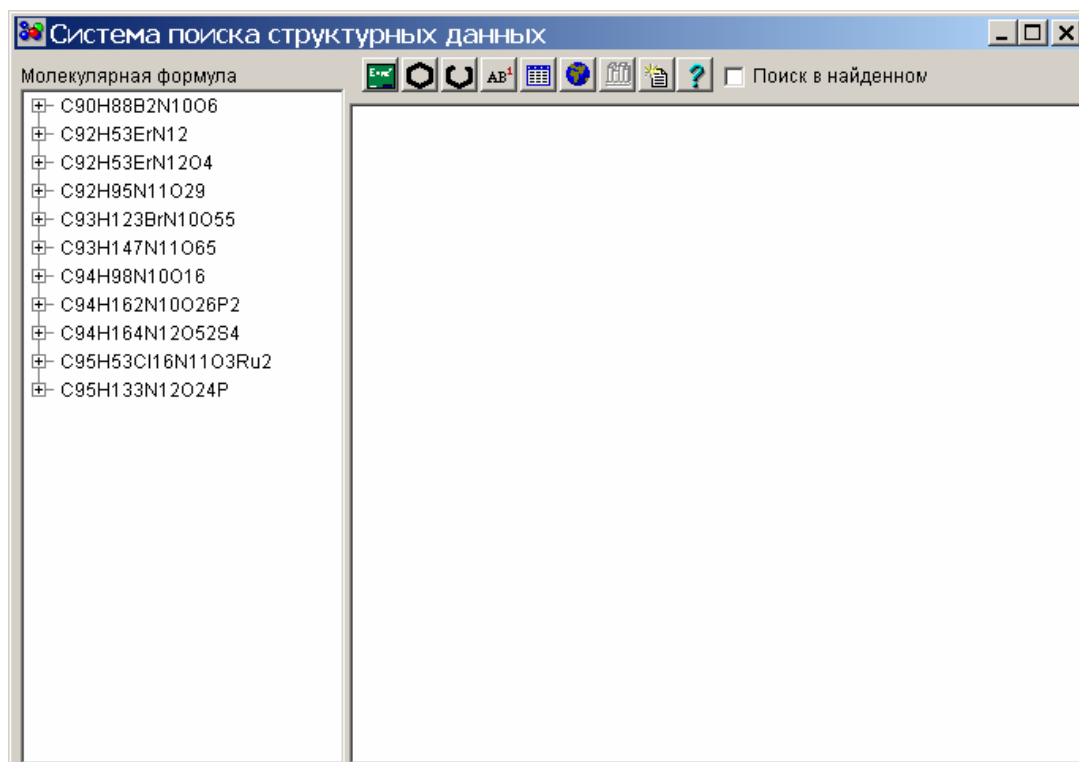 Система поиска структурных данных
Молекулярная формула
AB¹
Поиск в найденном
C90H88B2N10O6
C92H53ErN12
C92H53ErN12O4
C92H95N11O29
C93H123BrN10O55
C93H147N11O65
C94H98N10O16
C94H162N10O26P2
C94H164N12O52S4
C95H53Cl16N11O3Ru2
C95H133N12O24P